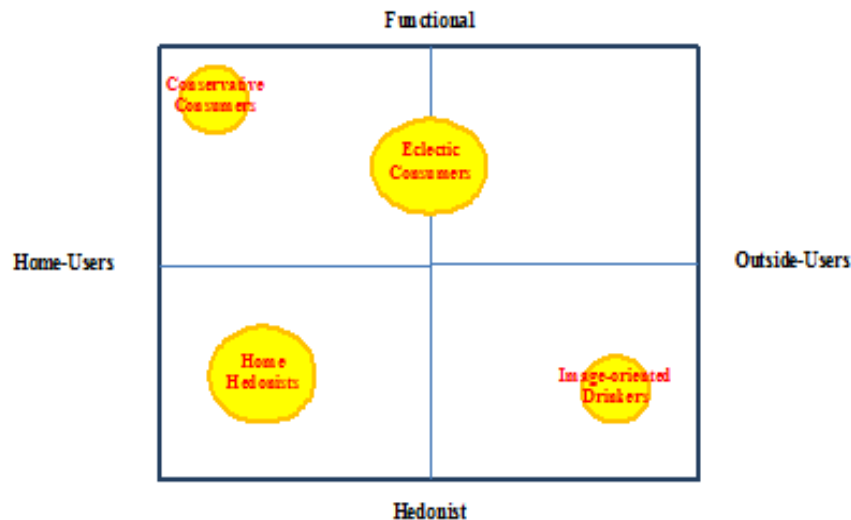 Functional
Conservative
Consumers
Eclectic
Consumers
Home-Users
Outside-Users
Home
Hedonists
Image-oriented
Drinkers
Hedonist